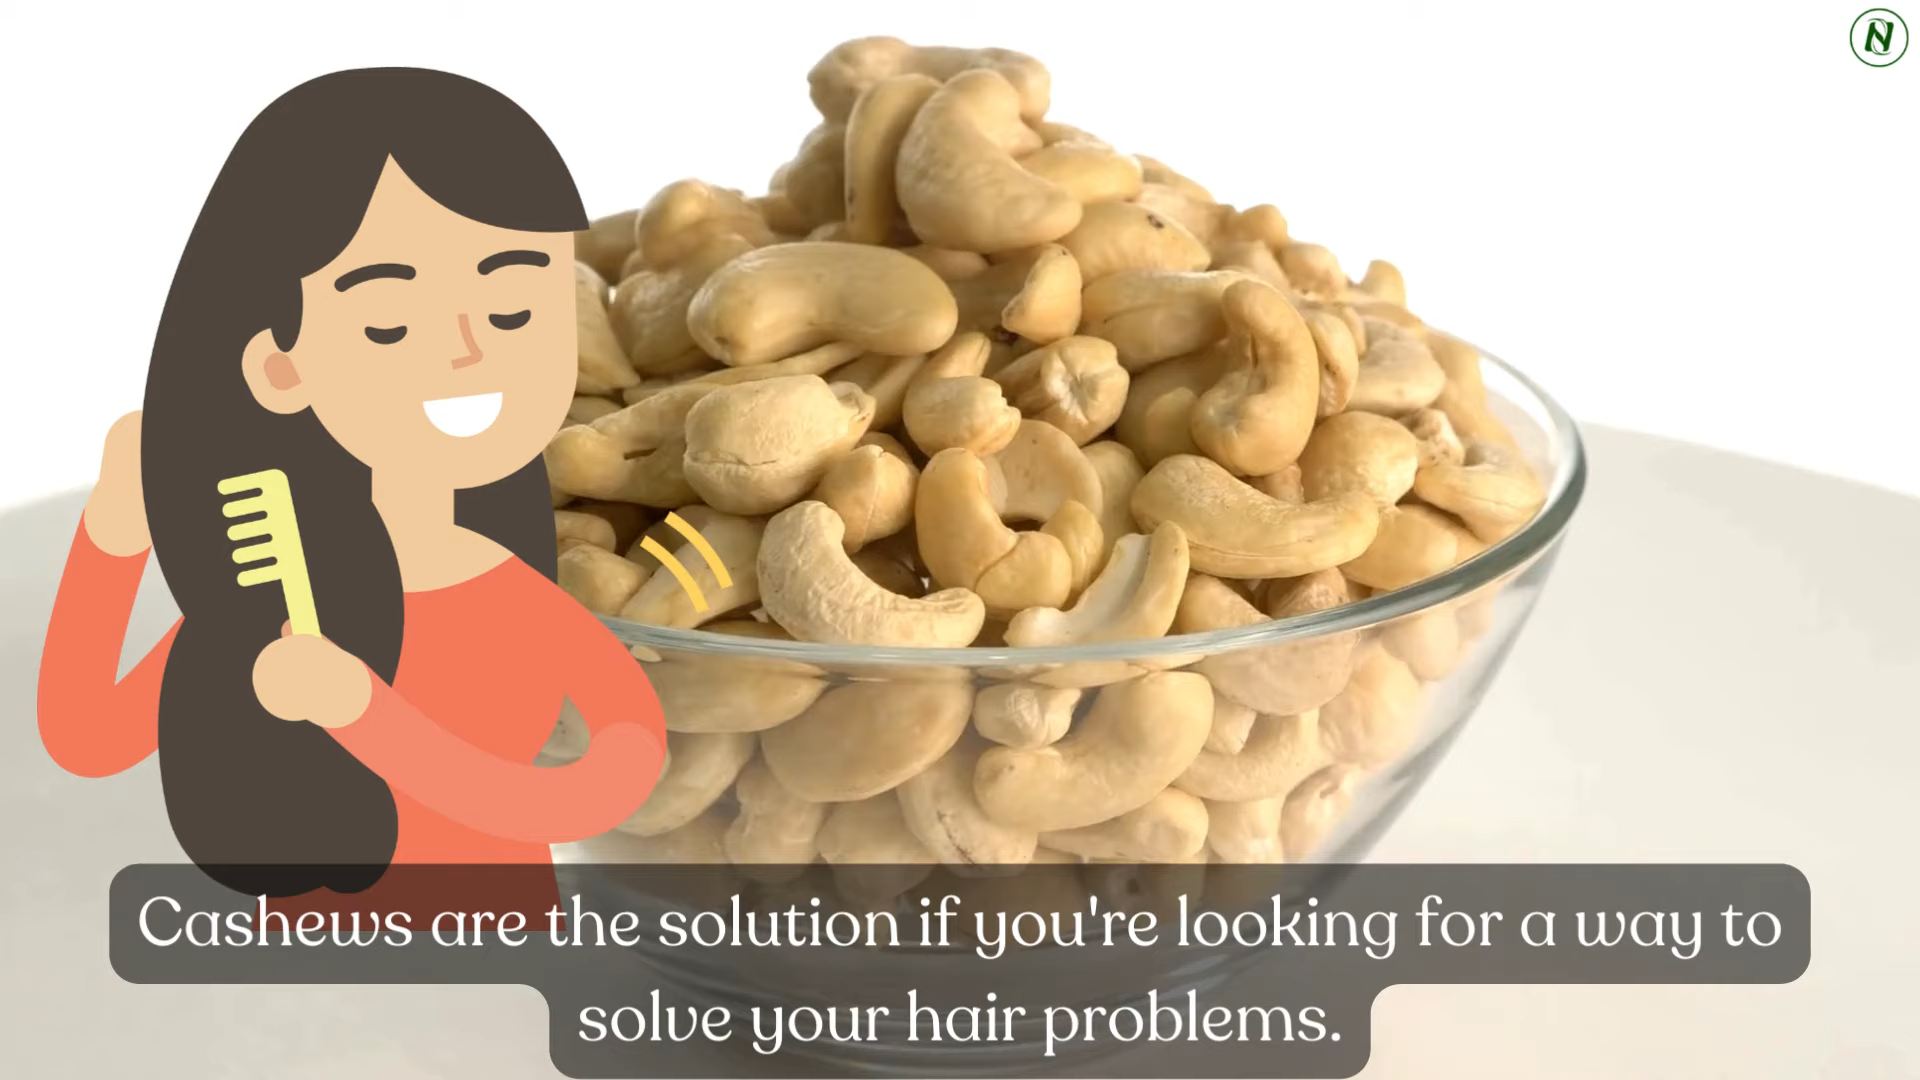 N
Cashews are the solution if you're looking for a way to
solve your hair problems.